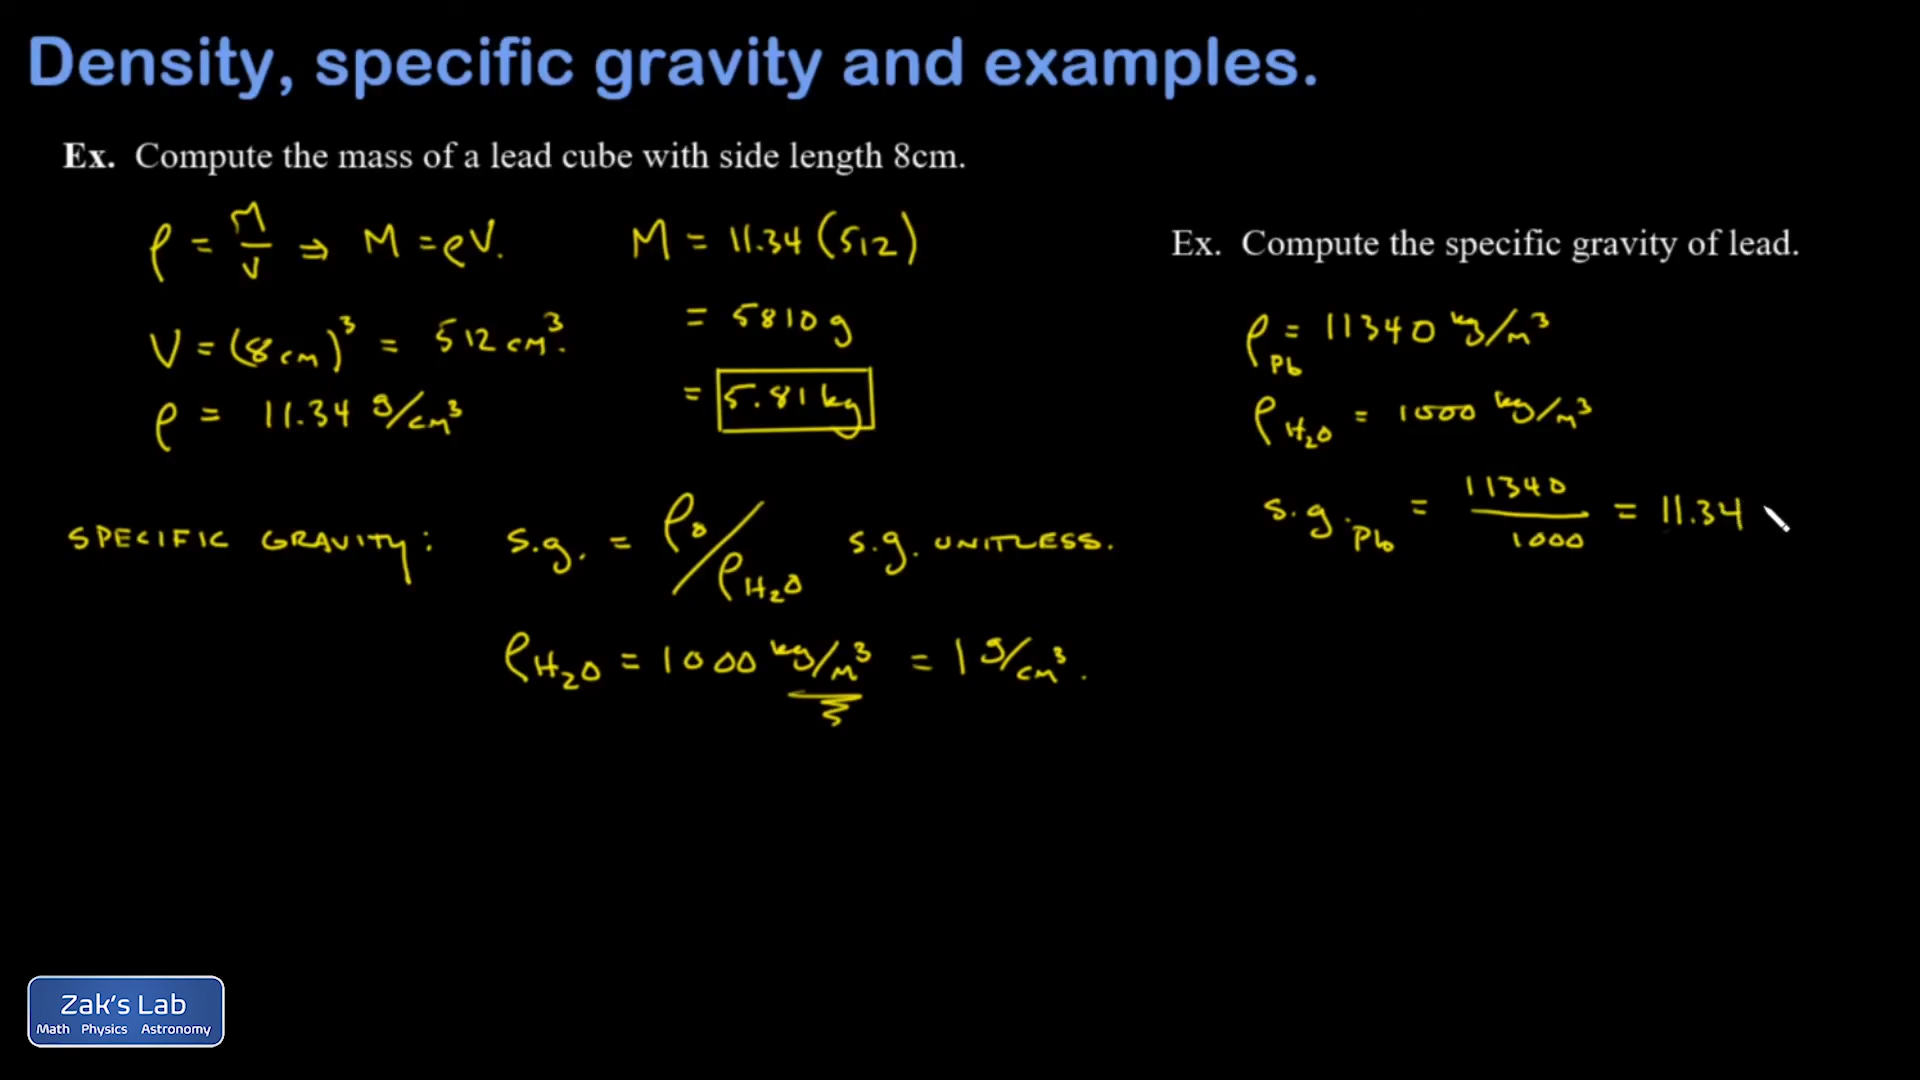 Density, specific gravity and examples.
Ex. Compute the mass of a lead cube with side length 8cm.
ρ = M/V ⇒ M = ρV.
V = (8cm)³ = 512 cm³.
ρ = 11.34 g/cm³
M = 11.34 (512)
= 5810 g
= 5.81 kg
SPECIFIC GRAVITY: s.g. = ρ₀/ρH₂O s.g. UNITLESS.
ρH₂O = 1000 kg/m³ = 1 g/cm³.
Ex. Compute the specific gravity of lead.
ρPb = 11340 kg/m³
ρH₂O = 1000 kg/m³
s.g.Pb = 11340/1000 = 11.34
Zak's Lab
Math Physics Astronomy